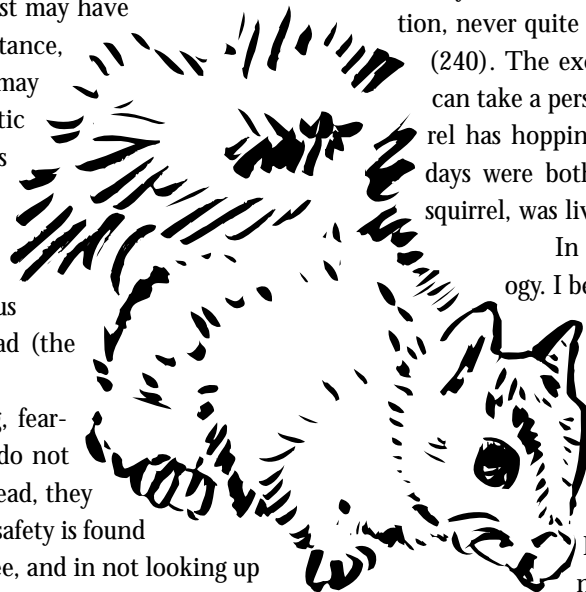 st may have
tance,
may
tic
s
us
ad (the
, fear-
do not
ead, they
safety is found
ee, and in not looking up
tion, never quite
(240). The
can take a pers
rel has hoppin
days were both
squirrel, was liv
In
ogy. I be